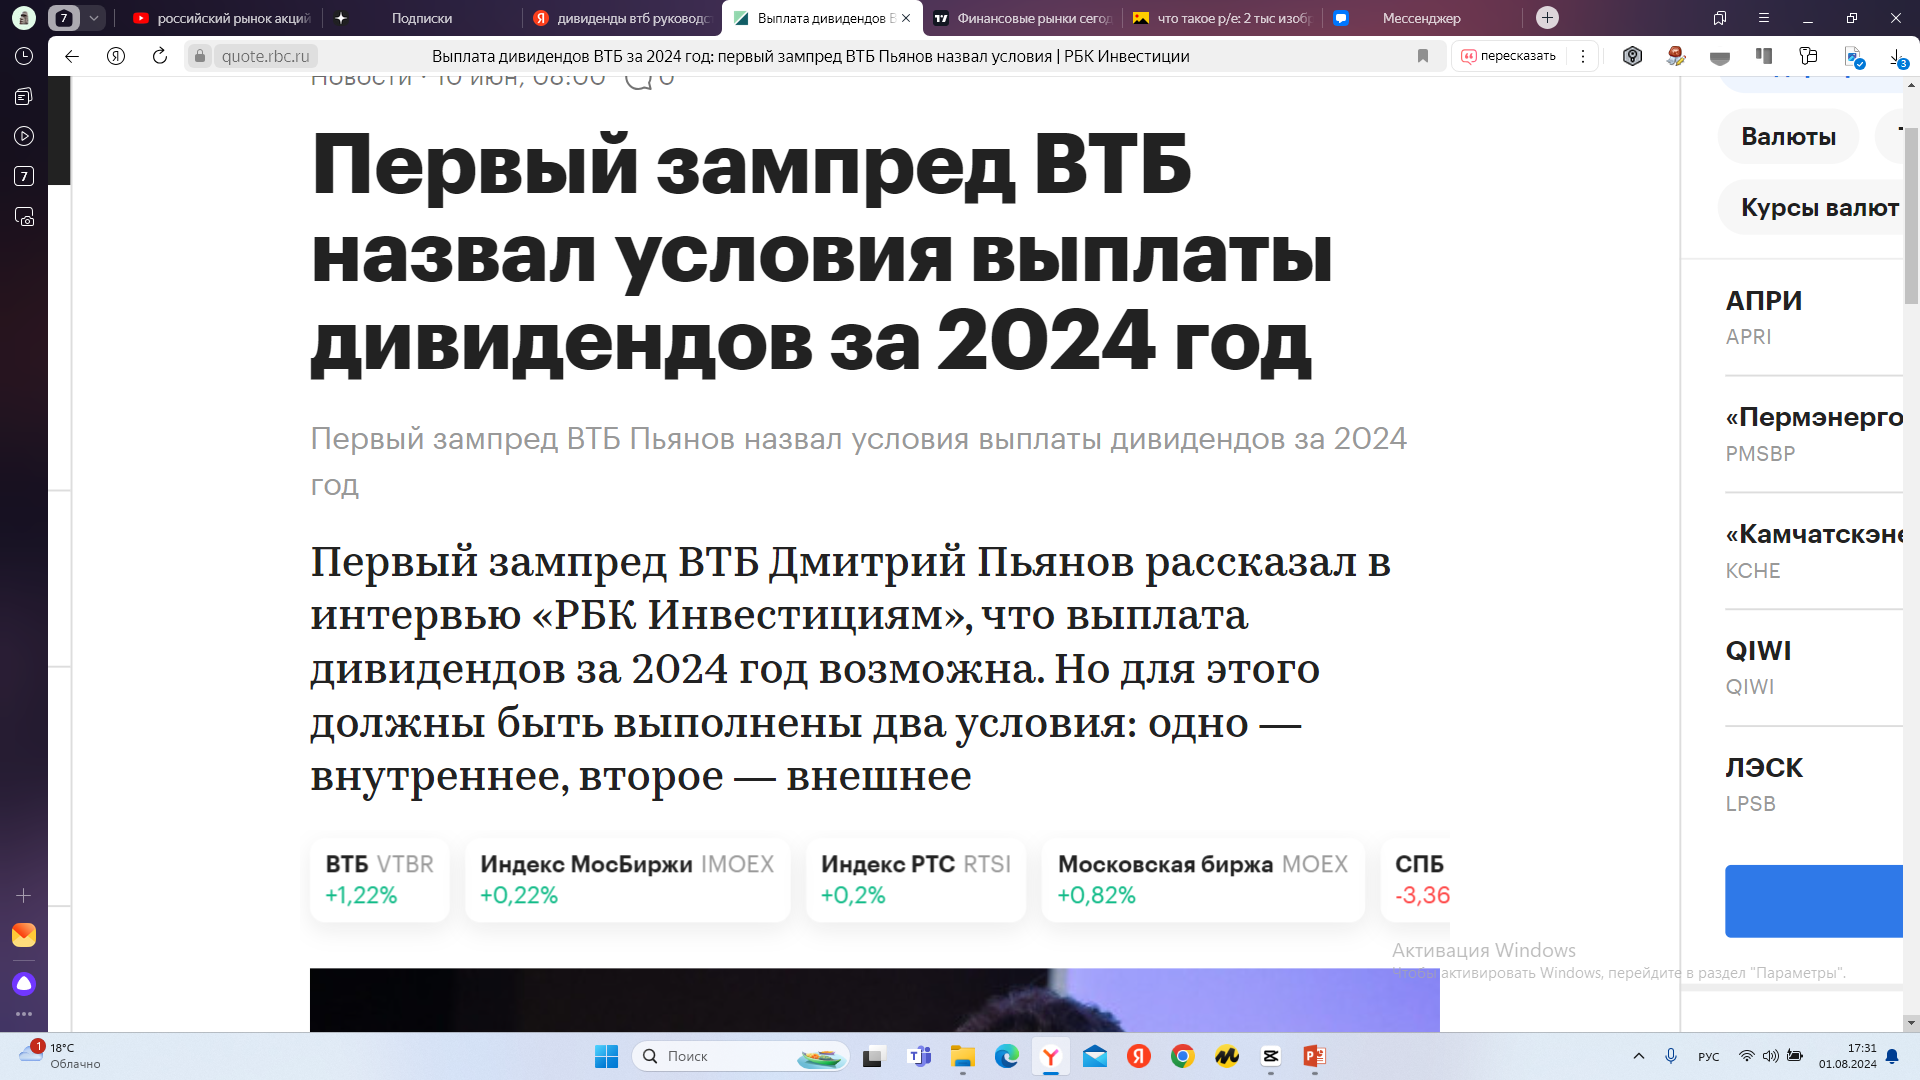 7
российский рынок акций
Подписки
дивиденды втб руководс
Выплата дивидендов В
Финансовые рынки сегод
что такое p/e: 2 тыс изоб
Мессенджер
quote.rbc.ru
Выплата дивидендов ВТБ за 2024 год: первый зампред ВТБ Пьянов назвал условия | РБК Инвестиции
пересказать
3
7
Новости · 10 июн, 08:00 0
Первый зампред ВТБ
назвал условия выплаты
дивидендов за 2024 год
Первый зампред ВТБ Пьянов назвал условия выплаты дивидендов за 2024
год
Первый зампред ВТБ Дмитрий Пьянов рассказал в
интервью «РБК Инвестициям», что выплата
дивидендов за 2024 год возможна. Но для этого
должны быть выполнены два условия: одно —
внутреннее, второе — внешнее
ВТБ VTBR
+1,22%
Индекс МосБиржи IMOEX
+0,22%
Индекс РТС RTSI
+0,2%
Московская биржа MOEX
+0,82%
СПБ
-3,36
Валюты
Курсы валют
АПРИ
APRI
«Пермэнерго
PMSBP
«Камчатскэне
KCHE
QIWI
QIWI
ЛЭСК
LPSB
Активация Windows
Чтобы активировать Windows, перейдите в раздел "Параметры".
1
18°C
Облачно
Поиск
РУС
17:31
01.08.2024